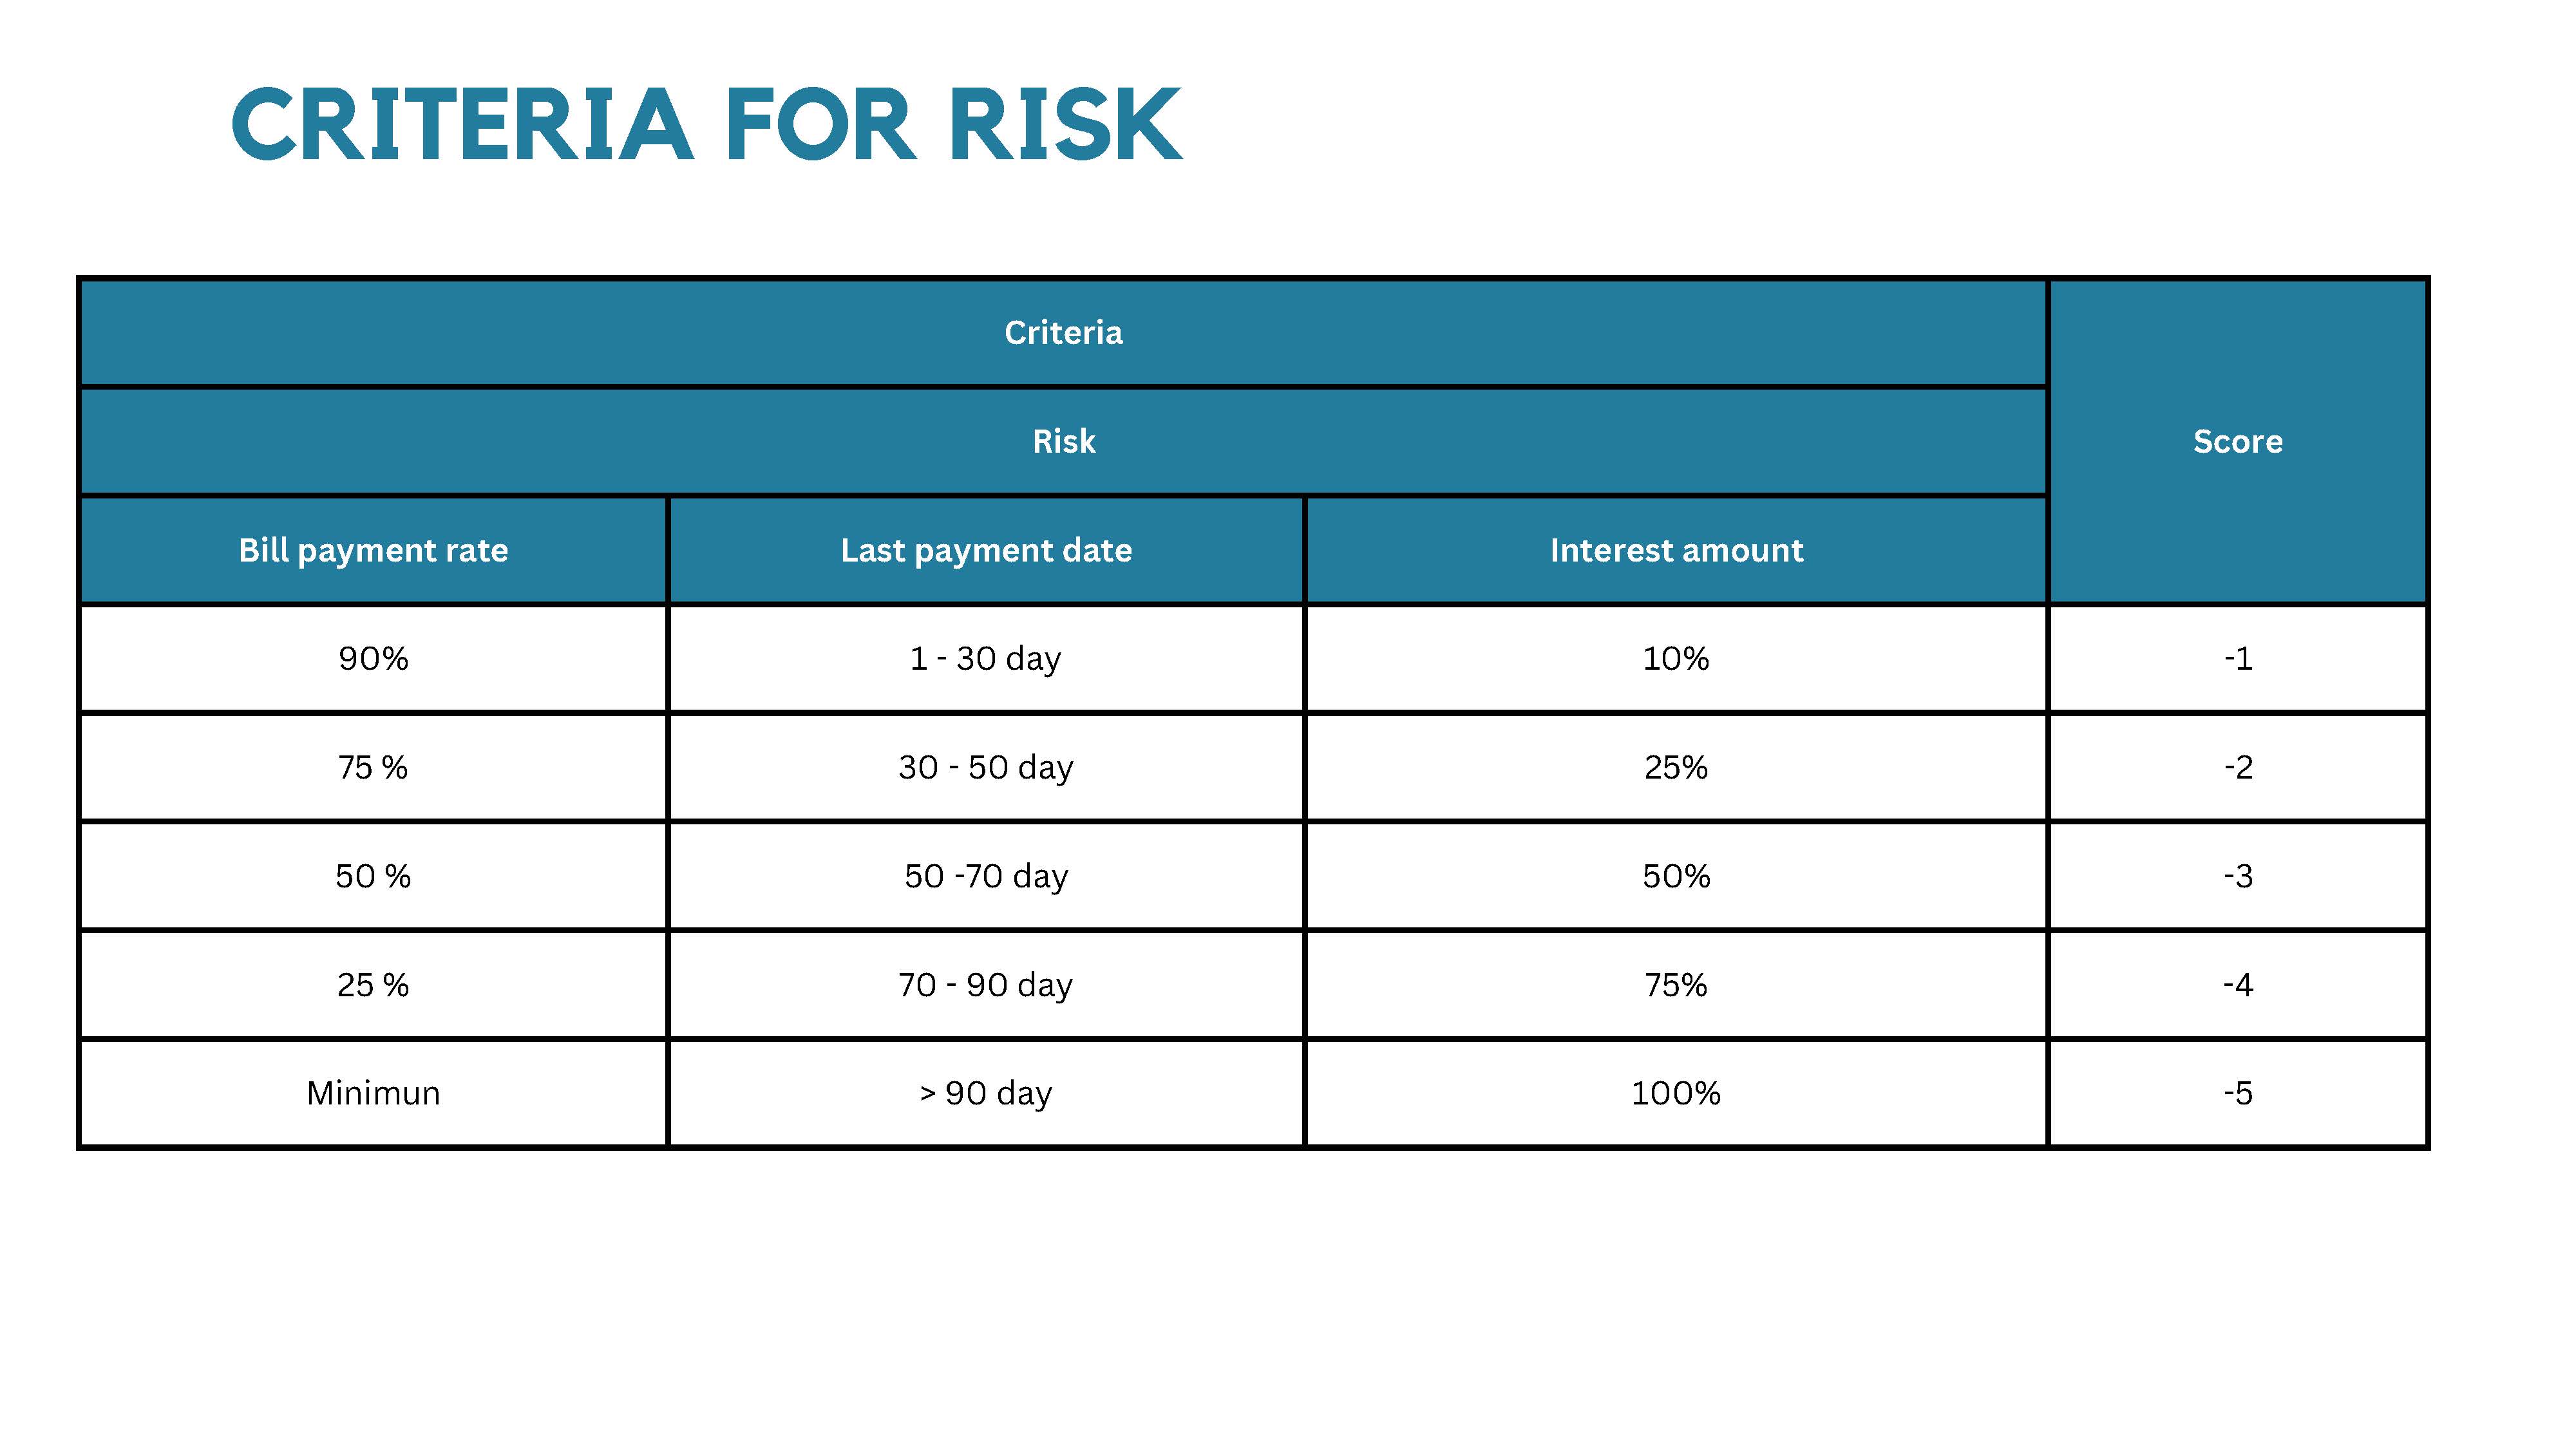 CRITERIA FOR RISK
Criteria
Score
Risk
Bill payment rate
Last payment date
Interest amount
90%
1 - 30 day
10%
-1
75 %
30 - 50 day
25%
-2
50 %
50 -70 day
50%
-3
25 %
70 - 90 day
75%
-4
Minimun
> 90 day
100%
-5